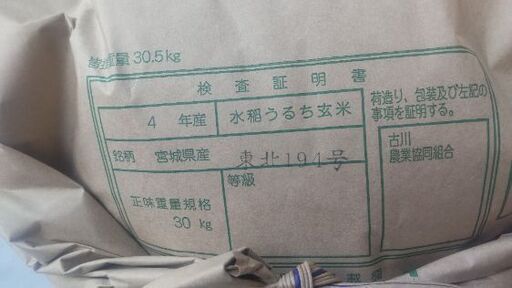 重量 30.5kg
検査証明書
4 年産 水稲うるち玄米
銘柄 宮城県産 東北194号
正味重量規格
30 kg
等級
荷造り、包装及び左記の
事項を証明する。
古川
農業協同組合